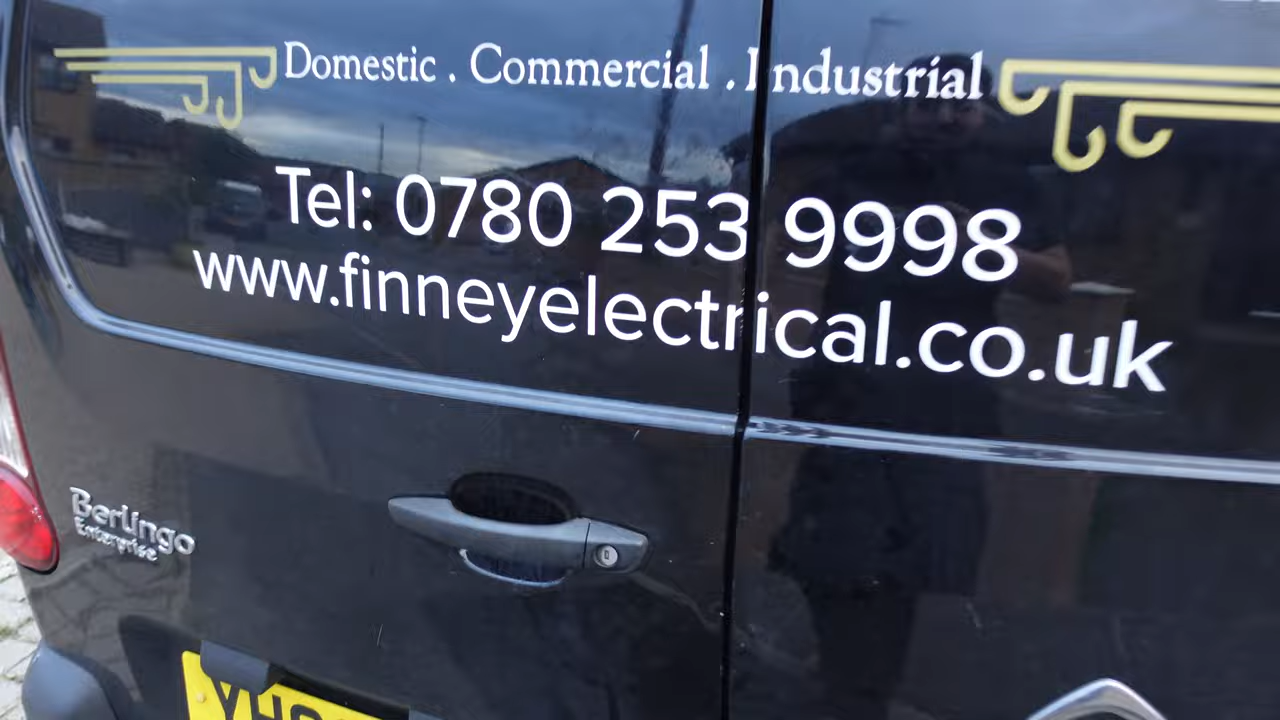 Domestic . Commercial . Industrial
Tel: 0780 253 9998
www.finneyelectrical.co.uk
Berlingo
Enterprise